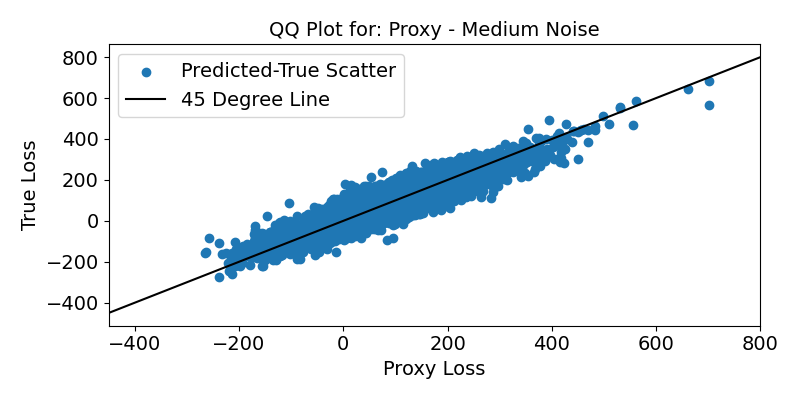 QQ Plot for: Proxy - Medium Noise
Predicted-True Scatter
45 Degree Line
True Loss
800
600
400
200
0
−200
−400
−400 −200 0 200 400 600 800
Proxy Loss